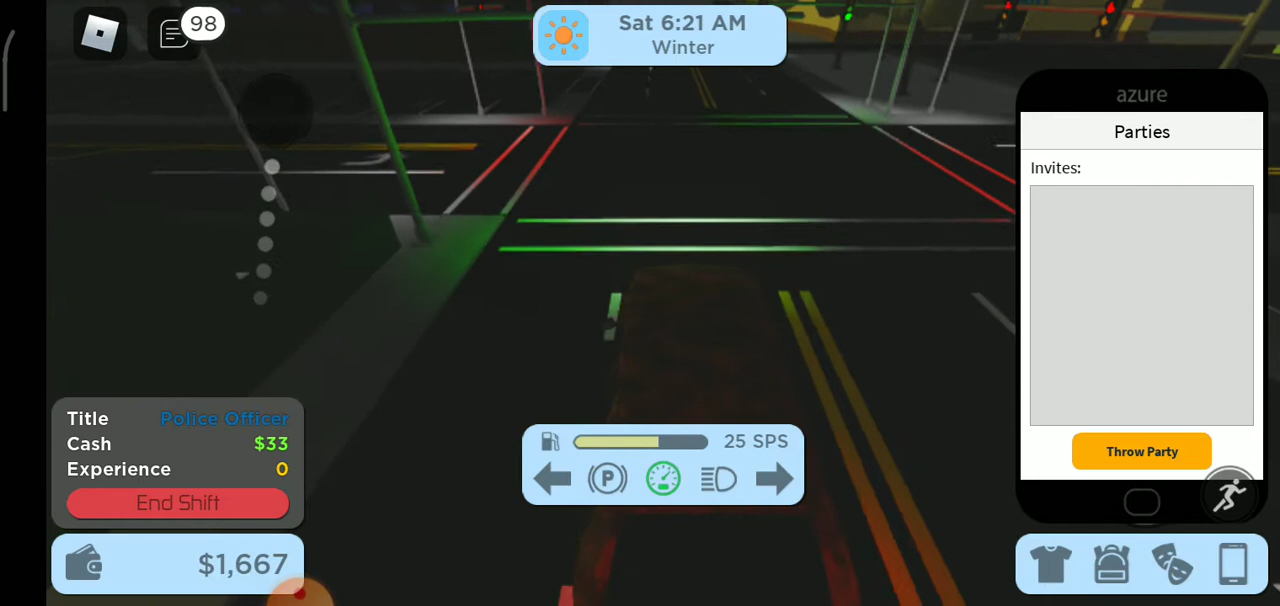 98
Sat 6:21 AM
Winter
azure
Parties
Invites:
Throw Party
Title Police Officer
Cash $33
Experience 0
End Shift
$1,667
25 SPS
P